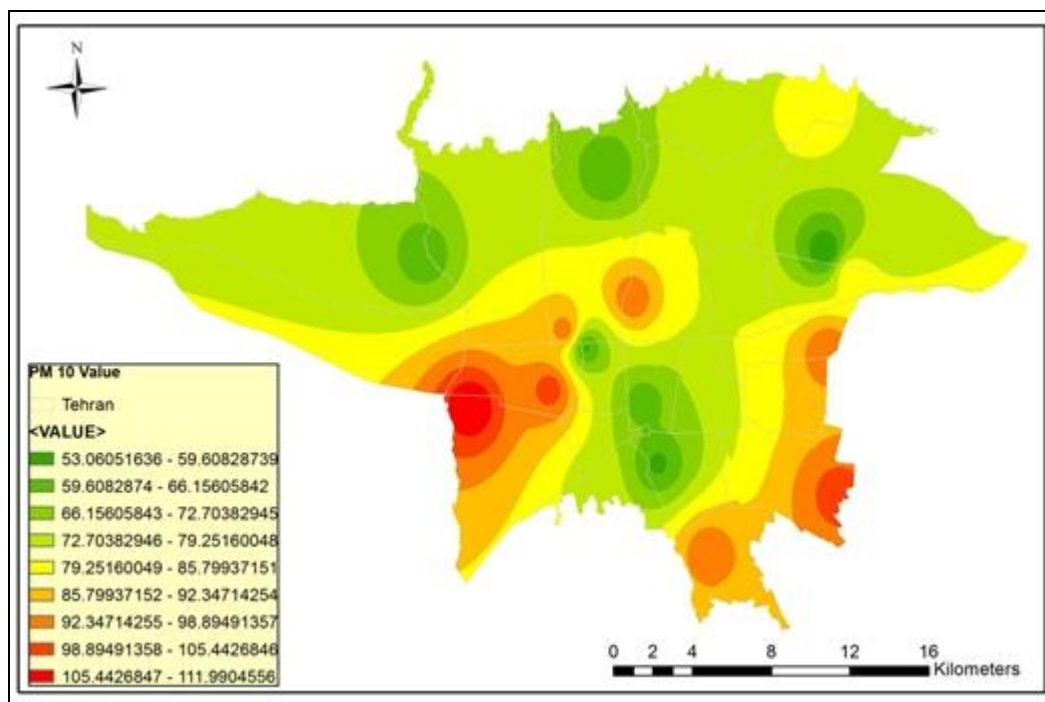 N
PM 10 Value
Tehran
<VALUE>
53.06051636 - 59.60828739
59.6082874 - 66.15605842
66.15605843 - 72.70382945
72.70382946 - 79.25160048
79.25160049 - 85.79937151
85.79937152 - 92.34714254
92.34714255 - 98.89491357
98.89491358 - 105.4426846
105.4426847 - 111.9904556
0 2 4 8 12 16
Kilometers